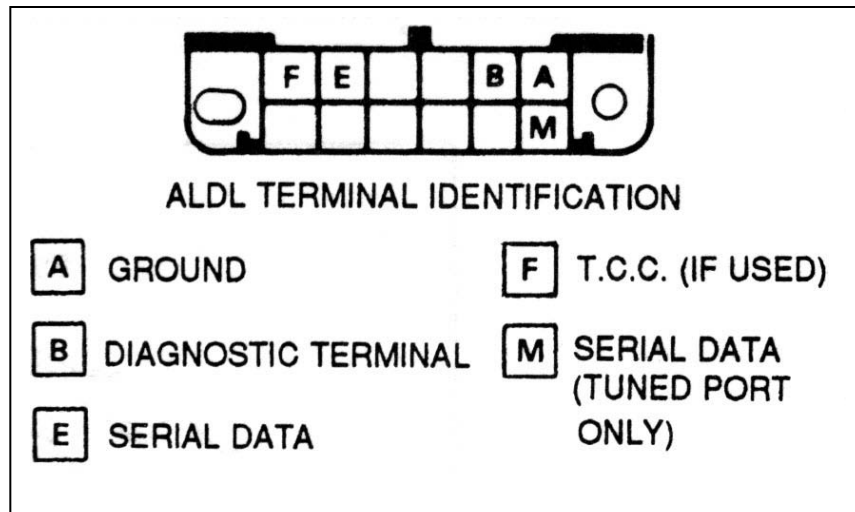 F E B A
M
ALDL TERMINAL IDENTIFICATION
A GROUND
B DIAGNOSTIC TERMINAL
E SERIAL DATA
F T.C.C. (IF USED)
M SERIAL DATA
(TUNED PORT
ONLY)